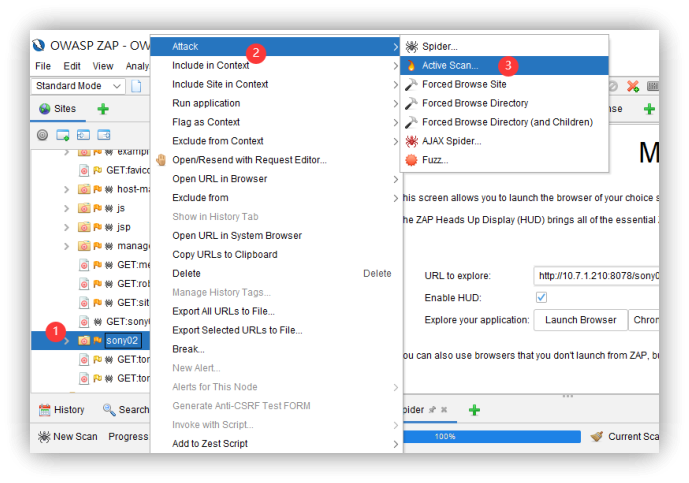 OWASP ZAP - OW
File Edit View Analy
Standard Mode
Sites
exampl
GET:favico
host-ma
js
jsp
manage
GET:me
GET:rob
GET:site
GET:sony
1
sony02
GET:tor
GET:tor
History Search
New Scan Progress
Attack
2
Include in Context
Include Site in Context
Run application
Flag as Context
Exclude from Context
Open/Resend with Request Editor...
Open URL in Browser
Exclude from
Show in History Tab
Open URL in System Browser
Copy URLs to Clipboard
Delete Delete
Manage History Tags...
Export All URLs to File...
Export Selected URLs to File...
Break...
New Alert...
Alerts for This Node
Generate Anti-CSRF Test FORM
Invoke with Script...
Add to Zest Script
Spider...
Active Scan... 3
Forced Browse Site
Forced Browse Directory
Forced Browse Directory (and Children)
AJAX Spider...
Fuzz...
nse
M
his screen allows you to launch the browser of your choice s
he ZAP Heads Up Display (HUD) brings all of the essential
URL to explore: http://10.7.1.210:8078/sony0
Enable HUD:
Explore your application: Launch Browser Chron
ou can also use browsers that you don't launch from ZAP, bu
pider
100% Current Sca